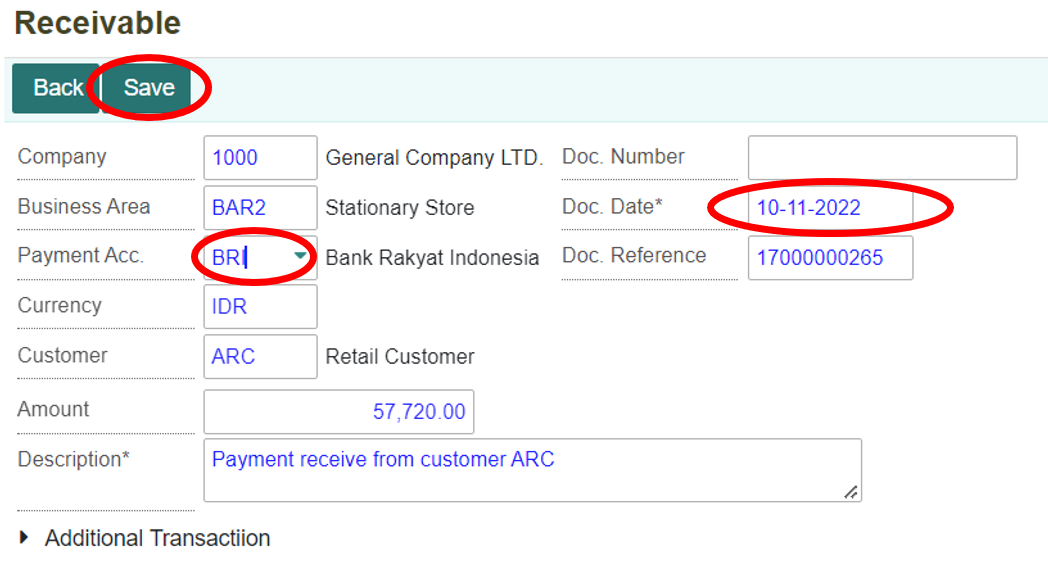 Receivable
Back Save
Company 1000 General Company LTD. Doc. Number
Business Area BAR2 Stationary Store Doc. Date* 10-11-2022
Payment Acc. BRI Bank Rakyat Indonesia Doc. Reference 17000000265
Currency IDR
Customer ARC Retail Customer
Amount 57,720.00
Description* Payment receive from customer ARC
Additional Transactiion